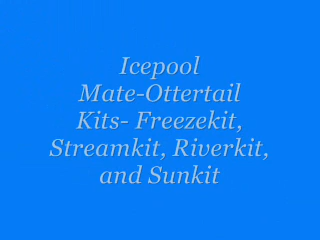 Icepool
Mate-Ottertail
Kits- Freezekit,
Streamkit, Riverkit,
and Sunkit